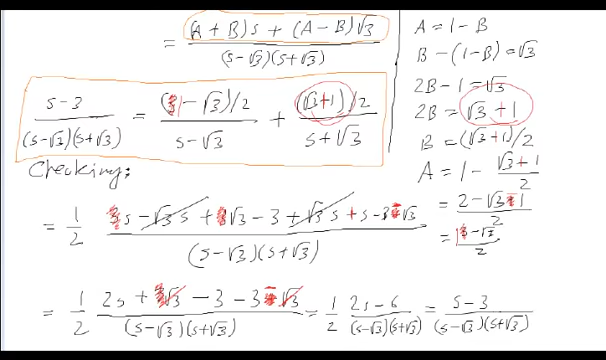 = ((A + B)s + (A - B)√3) / ((s-√3)(s+√3))
(s-3) / ((s-√3)(s+√3)) = ((1-√3)/2) / (s-√3) + ((√3+1)/2) / (s+√3)
Checking:
= 1/2 (s - √3 s + √3 - 3 + √3 s + s - 3 - √3) / ((s-√3)(s+√3))
= 1/2 (2s + √3 - 3 - 3 - √3) / ((s-√3)(s+√3)) = 1/2 (2s-6) / ((s-√3)(s+√3)) = (s-3) / ((s-√3)(s+√3))
A = 1 - B
B - (1-B) = √3
2B - 1 = √3
2B = √3 + 1
B = (√3+1)/2
A = 1 - (√3+1)/2
= (2 - √3 - 1)/2
= (1 - √3)/2